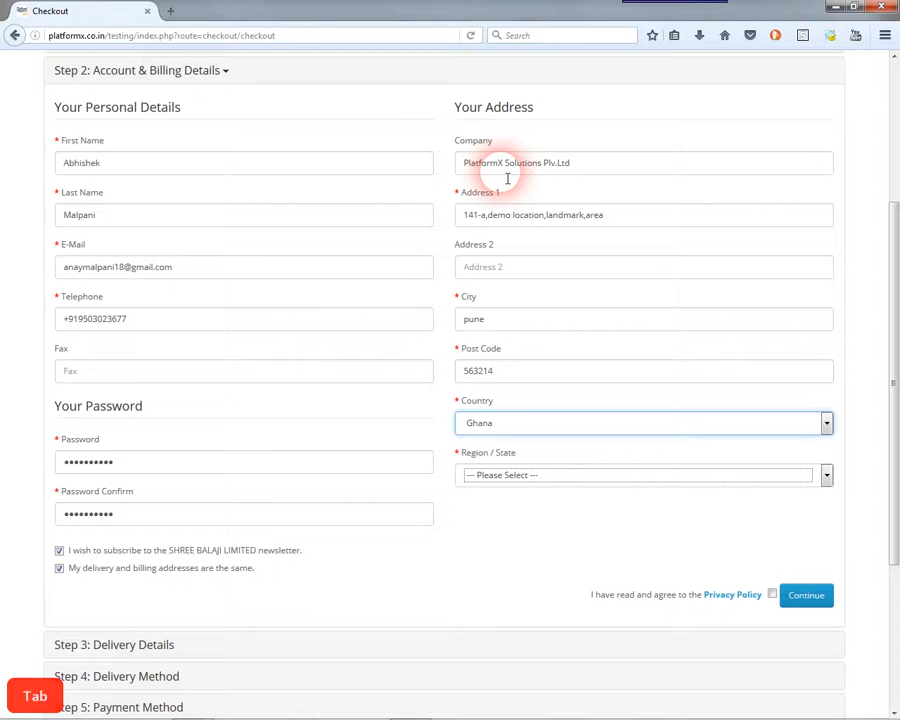 Checkout
platformx.co.in/testing/index.php?route=checkout/checkout
Search
Step 2: Account & Billing Details
Your Personal Details
* First Name
Abhishek
* Last Name
Malpani
* E-Mail
anaymalpani18@gmail.com
* Telephone
+919503023677
Fax
Fax
Your Password
* Password
••••••••••
* Password Confirm
••••••••••
Your Address
Company
PlatformX Solutions Plv.Ltd
* Address 1
141-a,demo location,landmark,area
Address 2
Address 2
* City
pune
* Post Code
563214
* Country
Ghana
* Region / State
--- Please Select ---
I wish to subscribe to the SHREE BALAJI LIMITED newsletter.
My delivery and billing addresses are the same.
I have read and agree to the Privacy Policy
Continue
Step 3: Delivery Details
Step 4: Delivery Method
Step 5: Payment Method
Tab